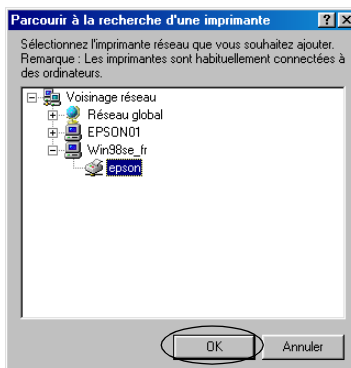 Parcourir à la recherche d'une imprimante
Sélectionnez l'imprimante réseau que vous souhaitez ajouter.
Remarque : Les imprimantes sont habituellement connectées à
des ordinateurs.
Voisinage réseau
Réseau global
EPSON01
Win98se_fr
epson
OK
Annuler